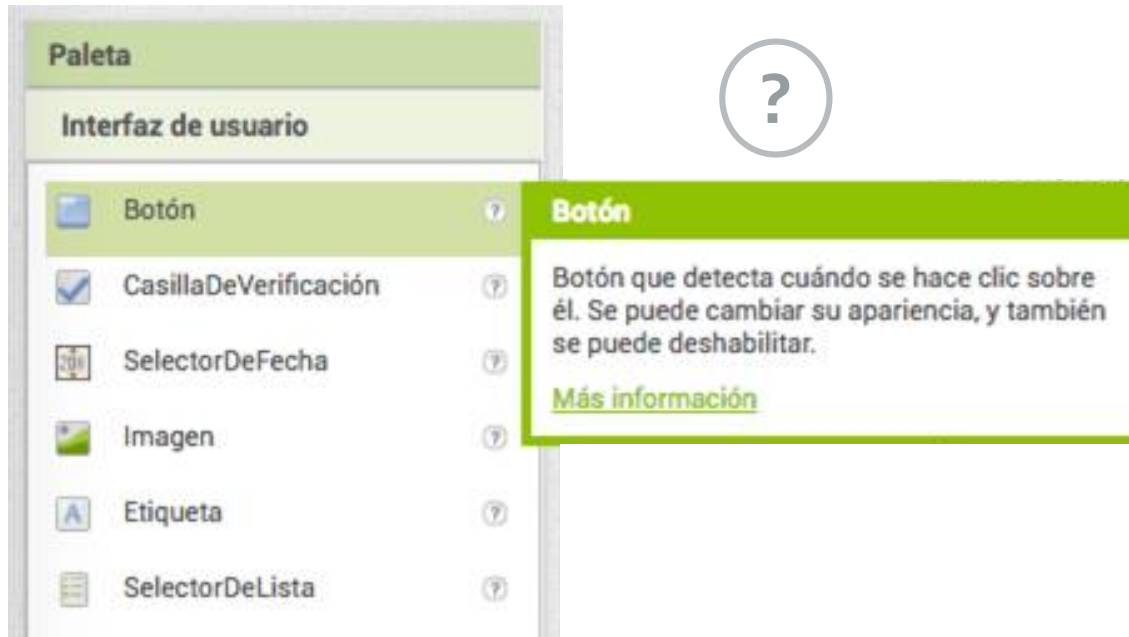 Paleta
Interfaz de usuario
?
Botón ?
CasillaDeVerificación ?
SelectorDeFecha ?
Imagen ?
Etiqueta ?
SelectorDeLista ?
Botón
Botón que detecta cuándo se hace clic sobre
él. Se puede cambiar su apariencia, y también
se puede deshabilitar.
Más información
A